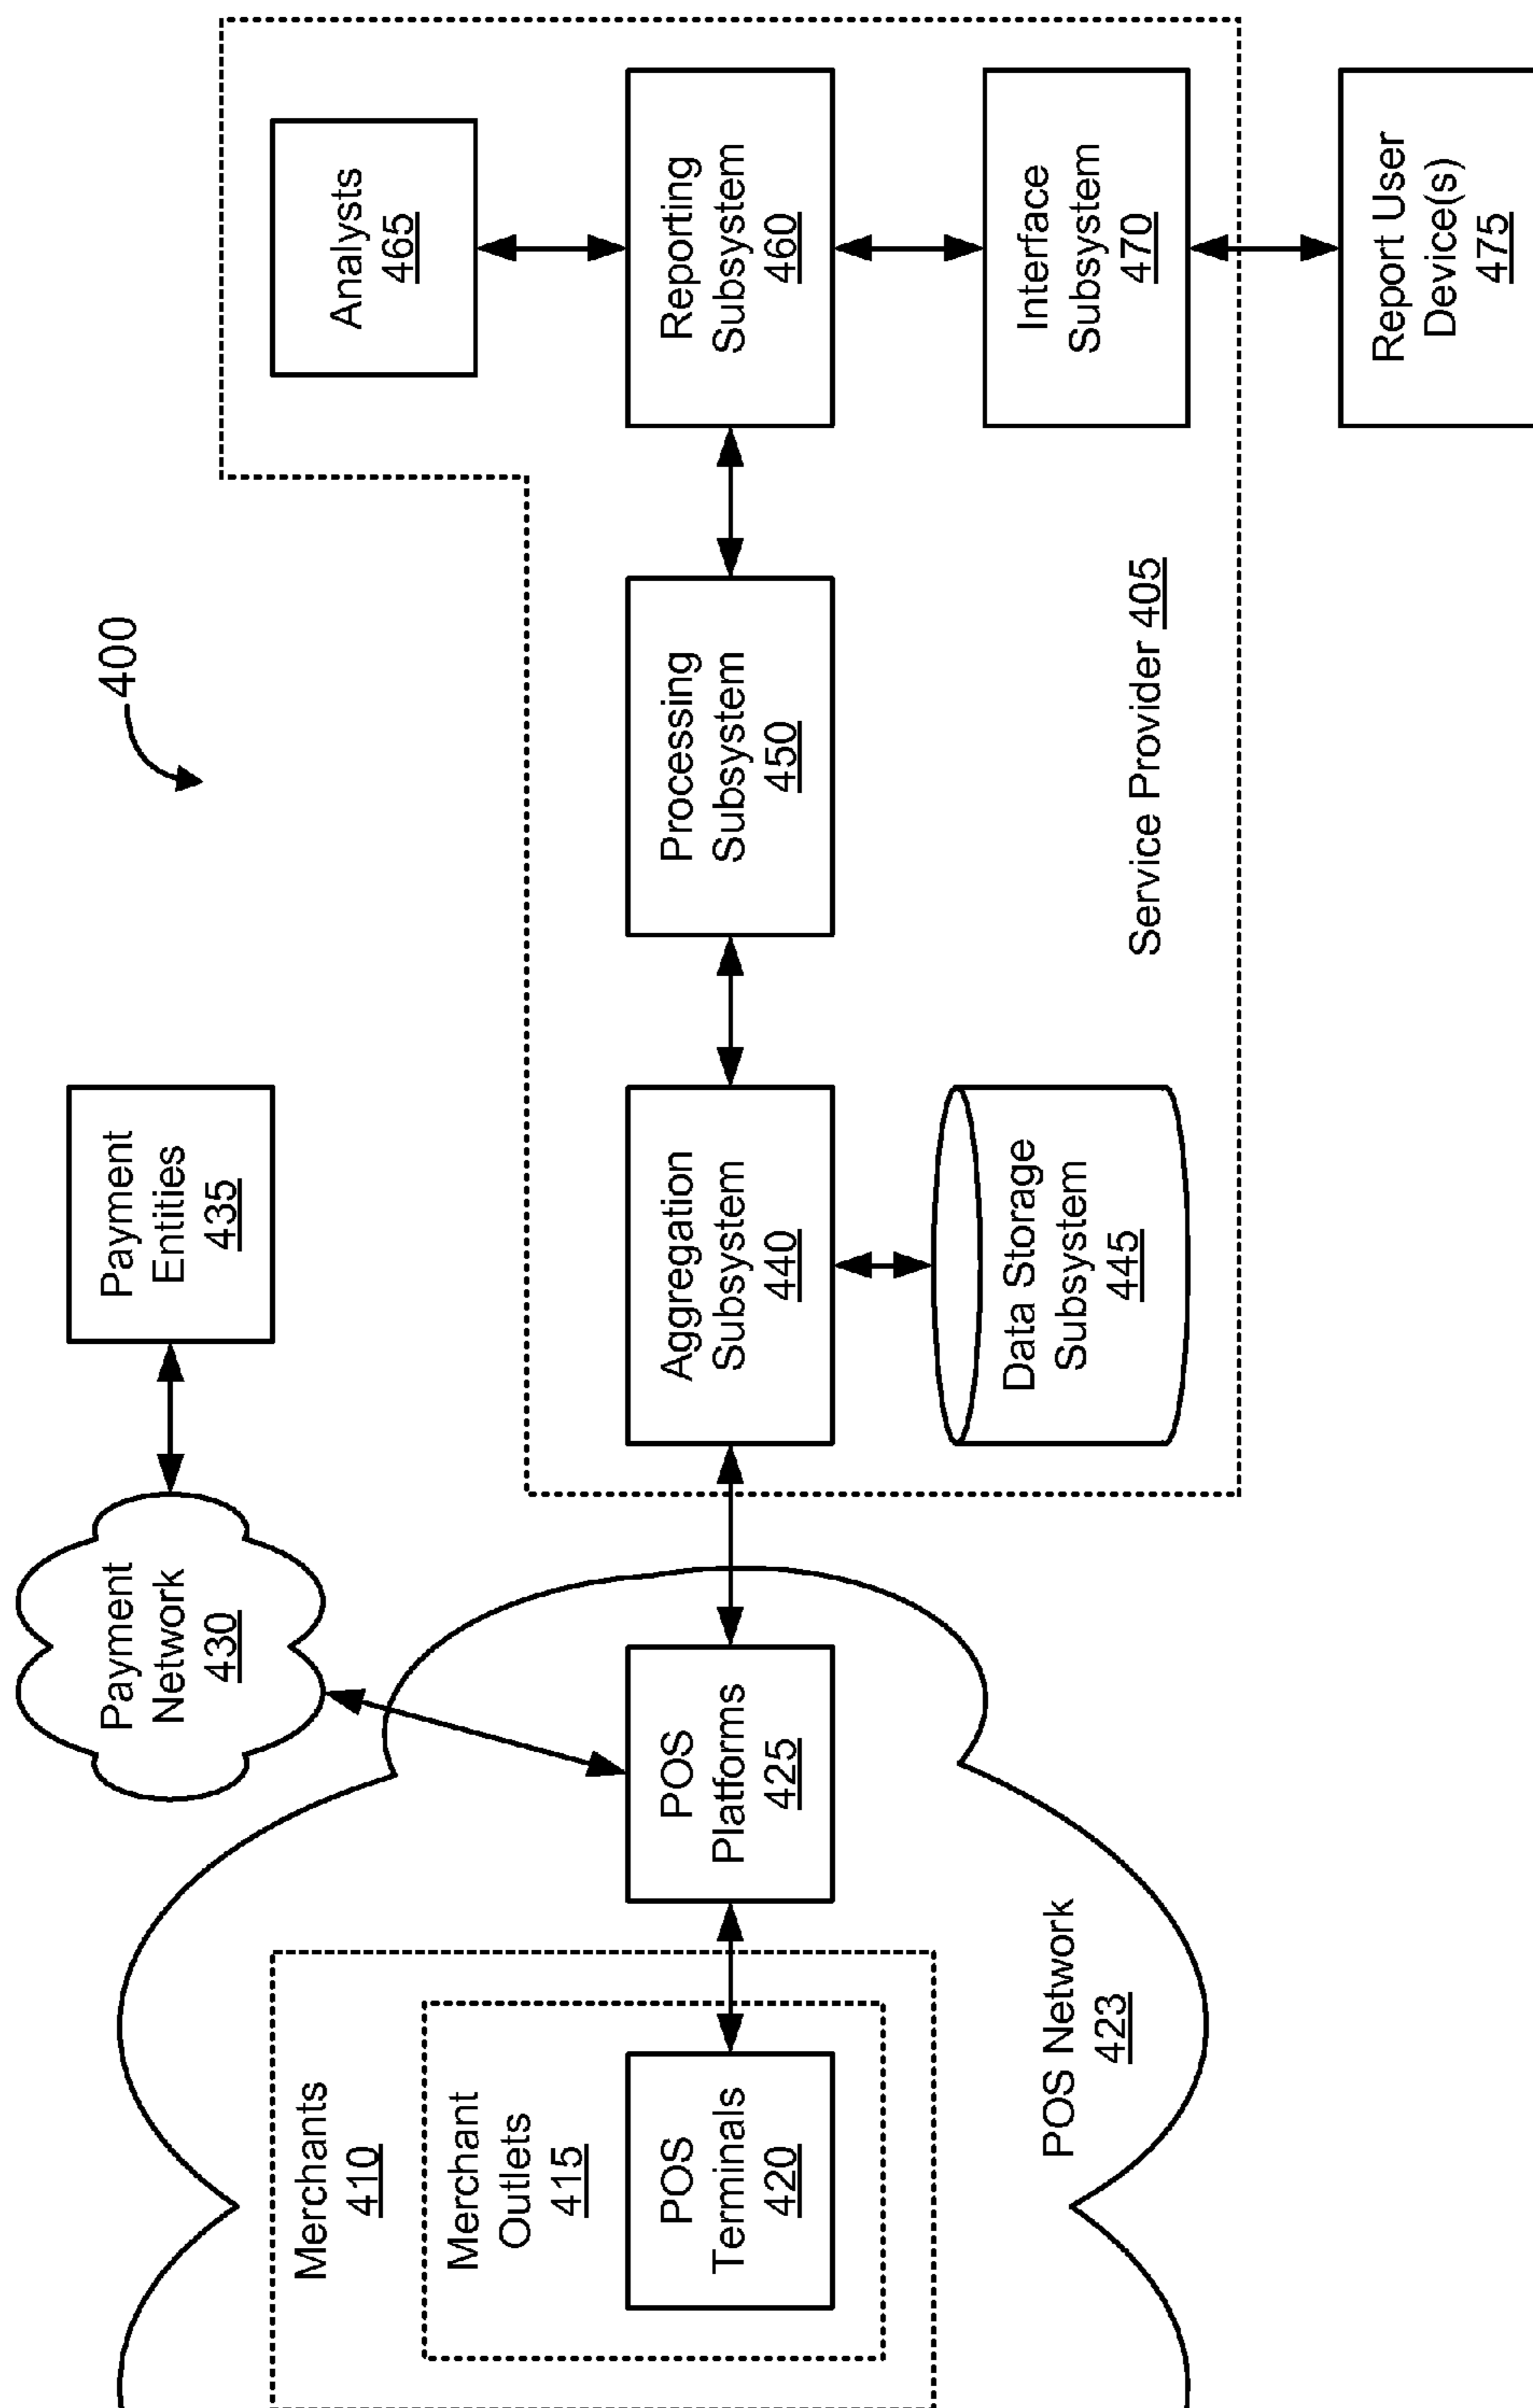 400
Payment
Network
430
Payment
Entities
435
Merchants
410
Merchant
Outlets
415
POS
Terminals
420
POS
Platforms
425
POS Network
423
Aggregation
Subsystem
440
Data Storage
Subsystem
445
Processing
Subsystem
450
Analysts
465
Reporting
Subsystem
460
Interface
Subsystem
470
Service Provider 405
Report User
Device(s)
475